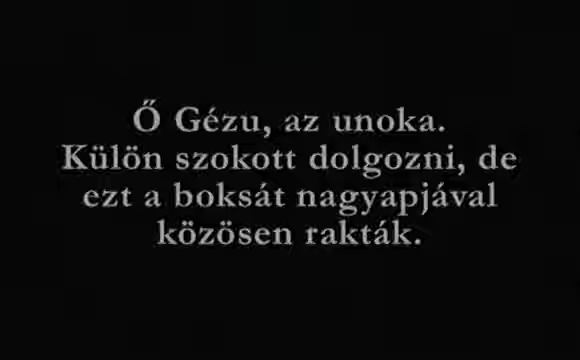 Ő Gézu, az unoka.
Külön szokott dolgozni, de
ezt a boksát nagyapjával
közösen rakták.